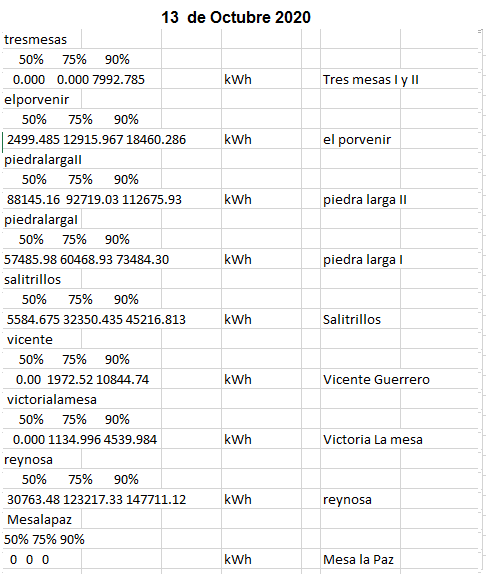 13 de Octubre 2020
tresmesas
50% 75% 90%
0.000 0.000 7992.785 kWh Tres mesas I y II
elporvenir
50% 75% 90%
2499.485 12915.967 18460.286 kWh el porvenir
piedralargaII
50% 75% 90%
88145.16 92719.03 112675.93 kWh piedra larga II
piedralargaI
50% 75% 90%
57485.98 60468.93 73484.30 kWh piedra larga I
salitrillos
50% 75% 90%
5584.675 32350.435 45216.813 kWh Salitrillos
vicente
50% 75% 90%
0.00 1972.52 10844.74 kWh Vicente Guerrero
victorialamesa
50% 75% 90%
0.000 1134.996 4539.984 kWh Victoria La mesa
reynosa
50% 75% 90%
30763.48 123217.33 147711.12 kWh reynosa
Mesalapaz
50% 75% 90%
0 0 0 kWh Mesa la Paz